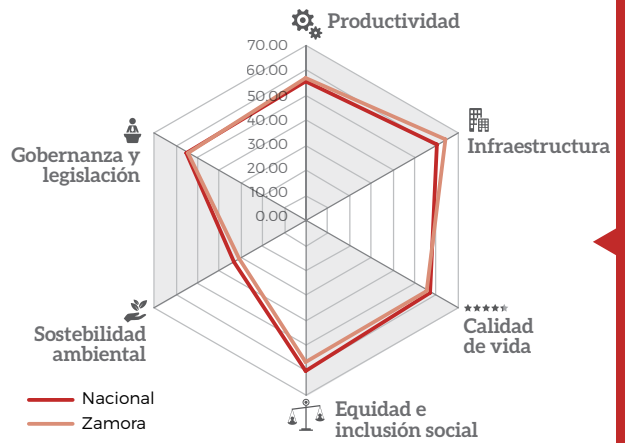 Productividad
70.00
60.00
50.00
40.00
30.00
20.00
10.00
0.00
Infraestructura
Gobernanza y
legislación
Calidad
de vida
Sostebilidad
ambiental
Equidad e
inclusión social
Nacional
Zamora